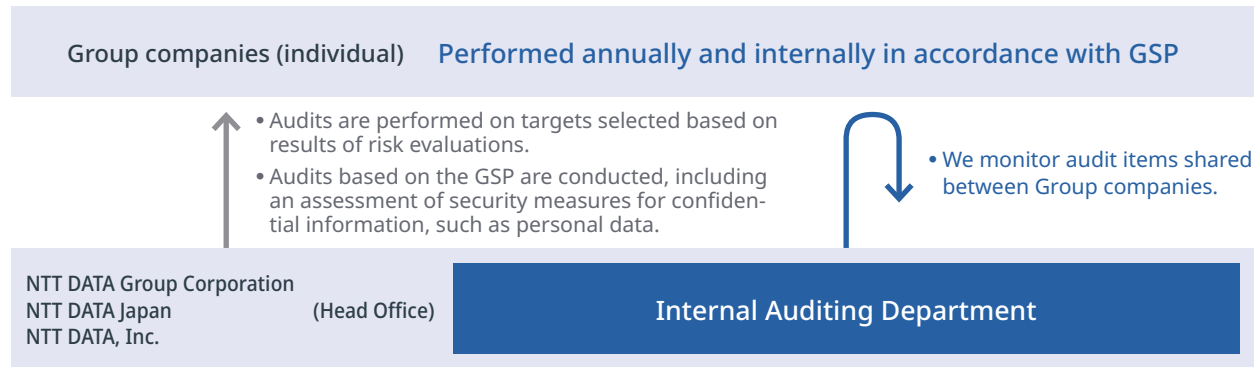 Group companies (individual) Performed annually and internally in accordance with GSP
• Audits are performed on targets selected based on
results of risk evaluations.
• Audits based on the GSP are conducted, including
an assessment of security measures for confiden-
tial information, such as personal data.
• We monitor audit items shared
between Group companies.
NTT DATA Group Corporation
NTT DATA Japan (Head Office)
NTT DATA, Inc.
Internal Auditing Department